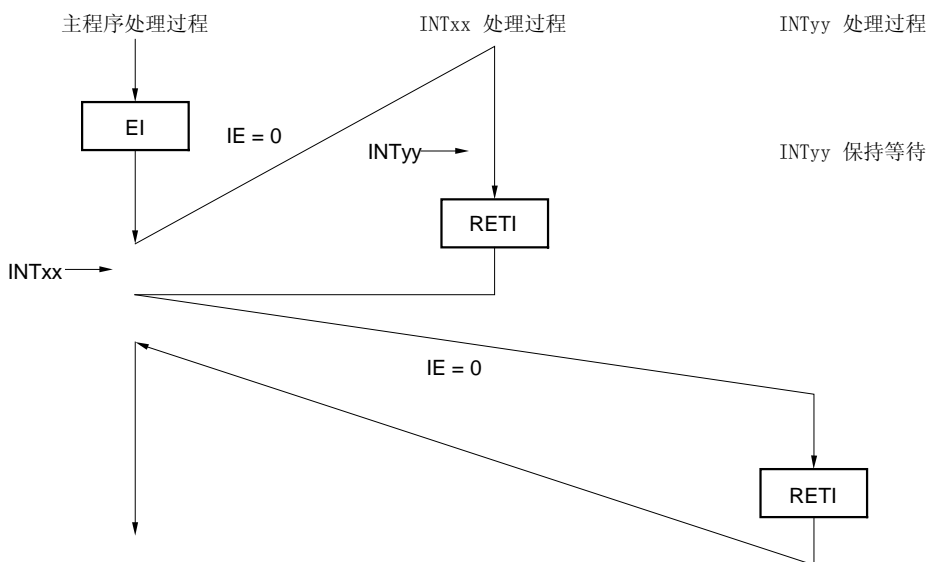 主程序处理过程
INTxx 处理过程
INTyy 处理过程
EI
IE = 0
INTyy
INTyy 保持等待
RETI
INTxx
IE = 0
RETI